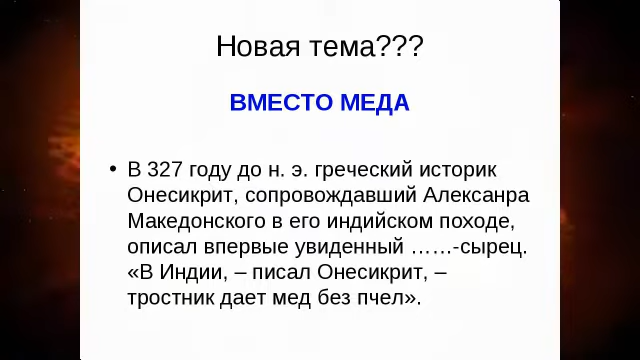 Новая тема???
ВМЕСТО МЕДА
• В 327 году до н. э. греческий историк
Онесикрит, сопровождавший Алексанра
Македонского в его индийском походе,
описал впервые увиденный ……-сырец.
«В Индии, – писал Онесикрит, –
тростник дает мед без пчел».